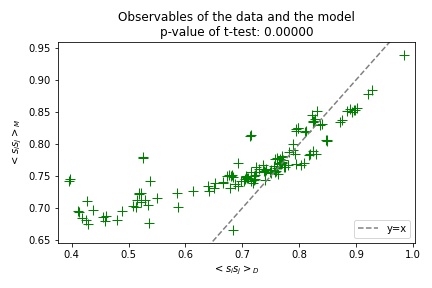 Observables of the data and the model
p-value of t-test: 0.00000
0.95
0.90
0.85
0.80
0.75
0.70
0.65
< s_i s_j >_M
0.4 0.5 0.6 0.7 0.8 0.9 1.0
< s_i s_j >_D
y=x